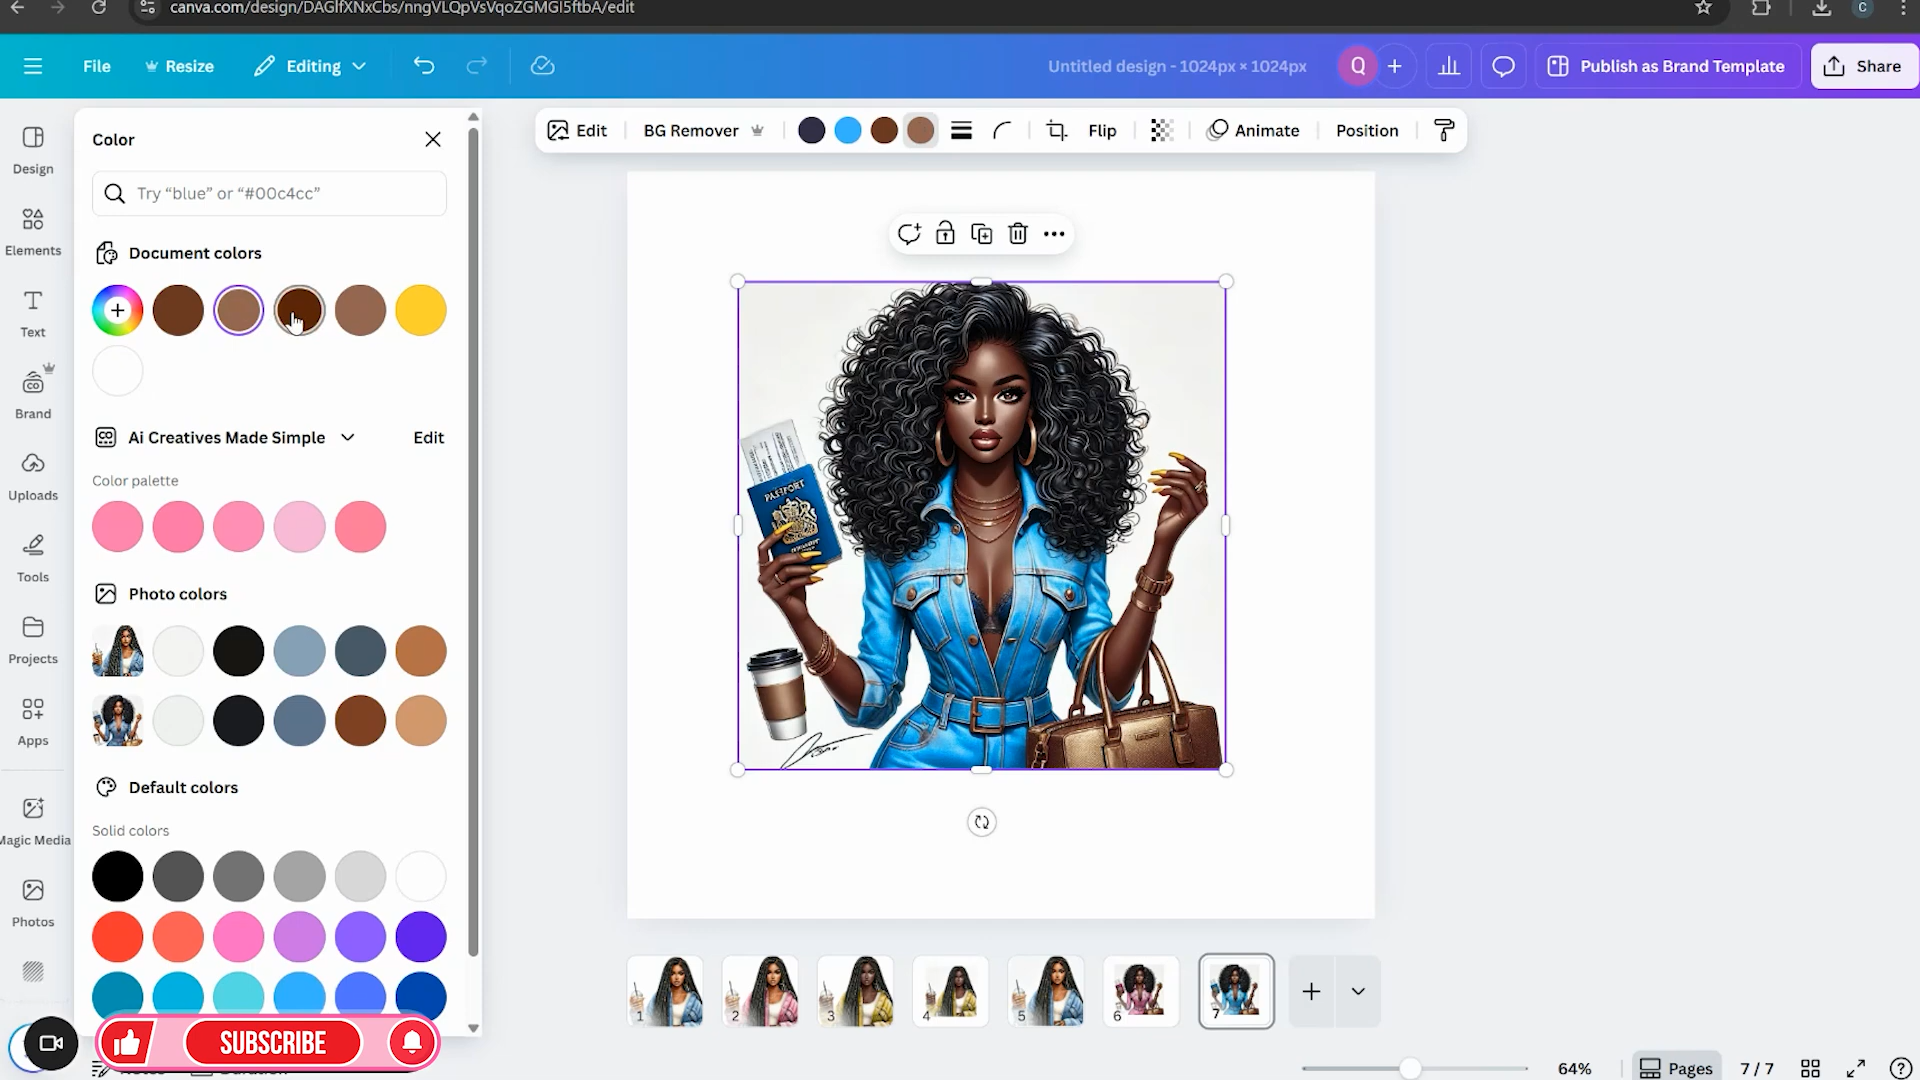 canva.com/design/DAGlfXNxCbs/nngVLQpVsVqoZGMGI5ftbA/edit
C
File
Resize
Editing
Untitled design - 1024px × 1024px
Q
Publish as Brand Template
Share
Design
Elements
Text
Brand
Uploads
Tools
Projects
Apps
Magic Media
Photos
Color
Try “blue” or “#00c4cc”
Document colors
Ai Creatives Made Simple
Edit
Color palette
Photo colors
Default colors
Solid colors
Edit
BG Remover
Flip
Animate
Position
PASSPORT
1
2
3
4
5
6
7
SUBSCRIBE
64%
Pages
7 / 7